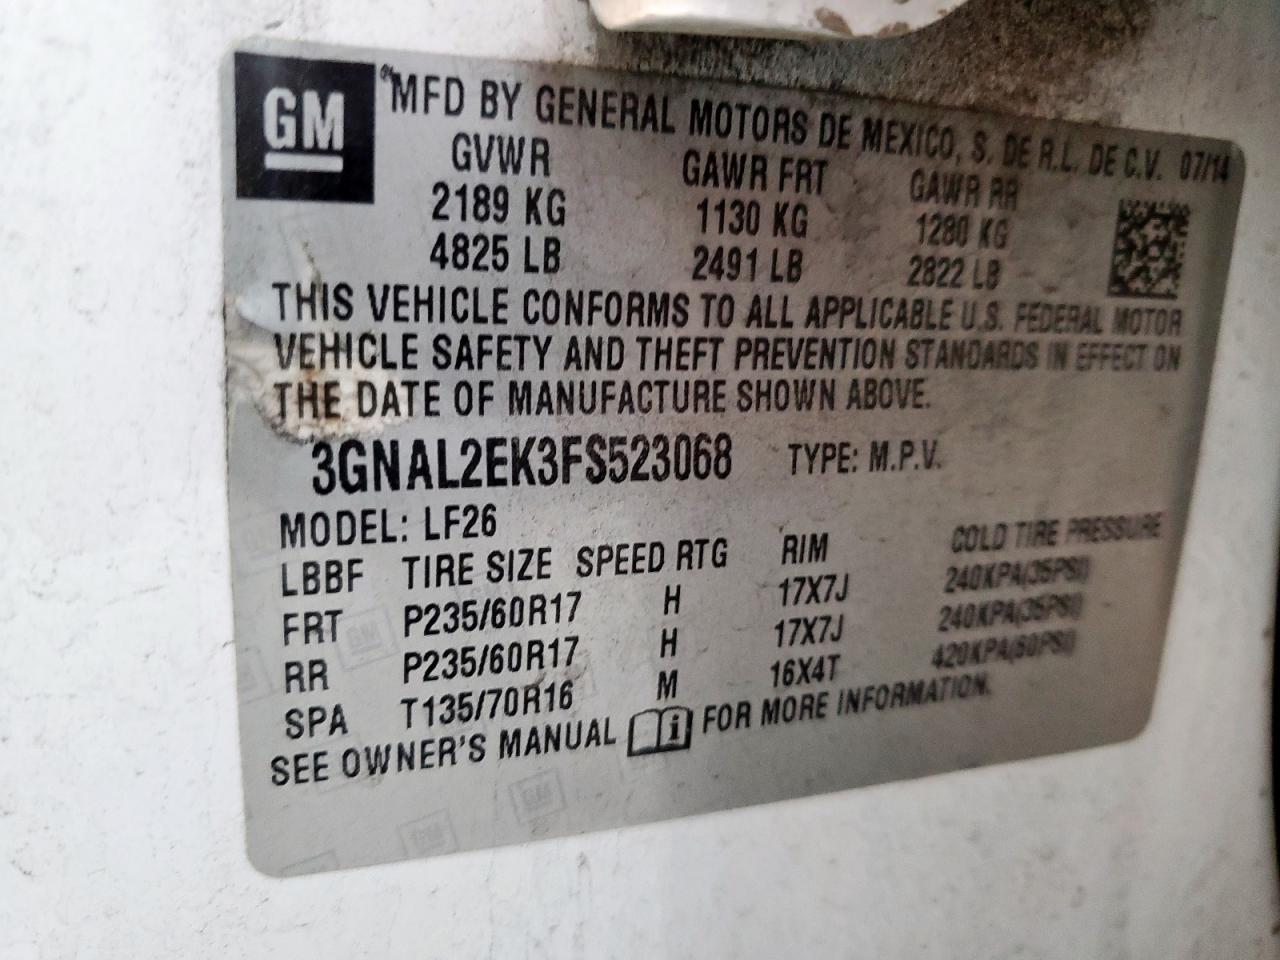 GM
MFD BY GENERAL MOTORS DE MEXICO, S. DE R.L. DE C.V. 07/14
GVWR GAWR FRT GAWR RR
2189 KG 1130 KG 1280 KG
4825 LB 2491 LB 2822 LB
THIS VEHICLE CONFORMS TO ALL APPLICABLE U.S. FEDERAL MOTOR
VEHICLE SAFETY AND THEFT PREVENTION STANDARDS IN EFFECT ON
THE DATE OF MANUFACTURE SHOWN ABOVE.
3GNAL2EK3FS523068 TYPE: M.P.V.
MODEL: LF26
LBBF TIRE SIZE SPEED RTG RIM COLD TIRE PRESSURE
FRT P235/60R17 H 17X7J 240KPA(35PSI)
RR P235/60R17 H 17X7J 240KPA(35PSI)
SPA T135/70R16 M 16X4T 420KPA(60PSI)
SEE OWNER'S MANUAL FOR MORE INFORMATION.
GM
GM
GM